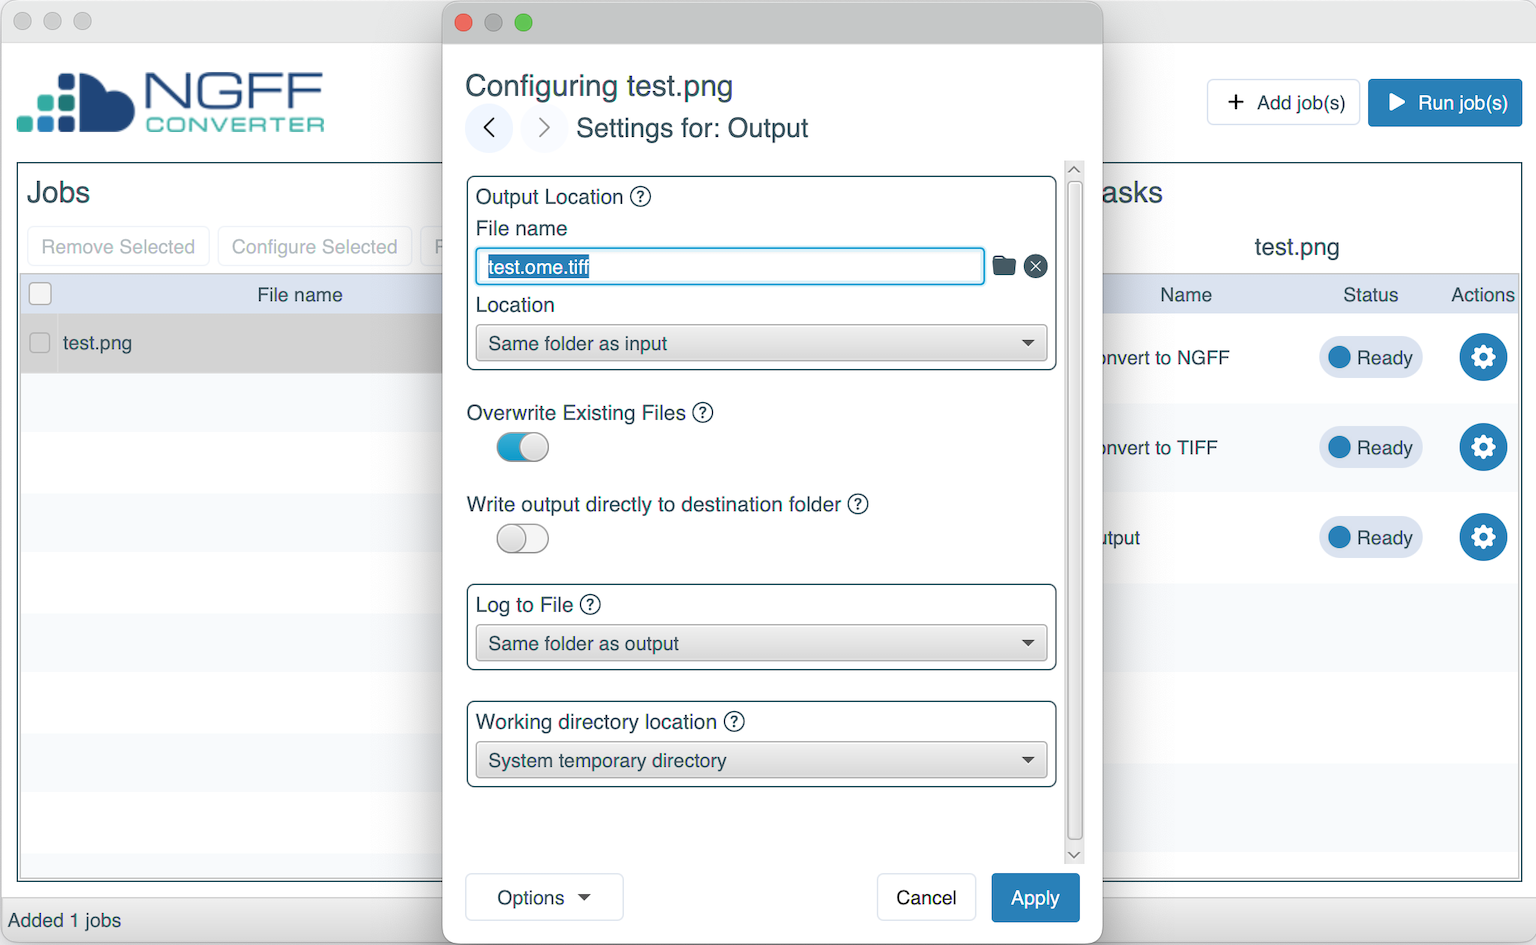 NGFF
CONVERTER
Add job(s)
Run job(s)
Jobs
Remove Selected
Configure Selected
File name
test.png
Added 1 jobs
Configuring test.png
Settings for: Output
Output Location
File name
test.ome.tiff
Location
Same folder as input
Overwrite Existing Files
Write output directly to destination folder
Log to File
Same folder as output
Working directory location
System temporary directory
Options
Cancel
Apply
asks
test.png
Name Status Actions
onvert to NGFF Ready
onvert to TIFF Ready
utput Ready